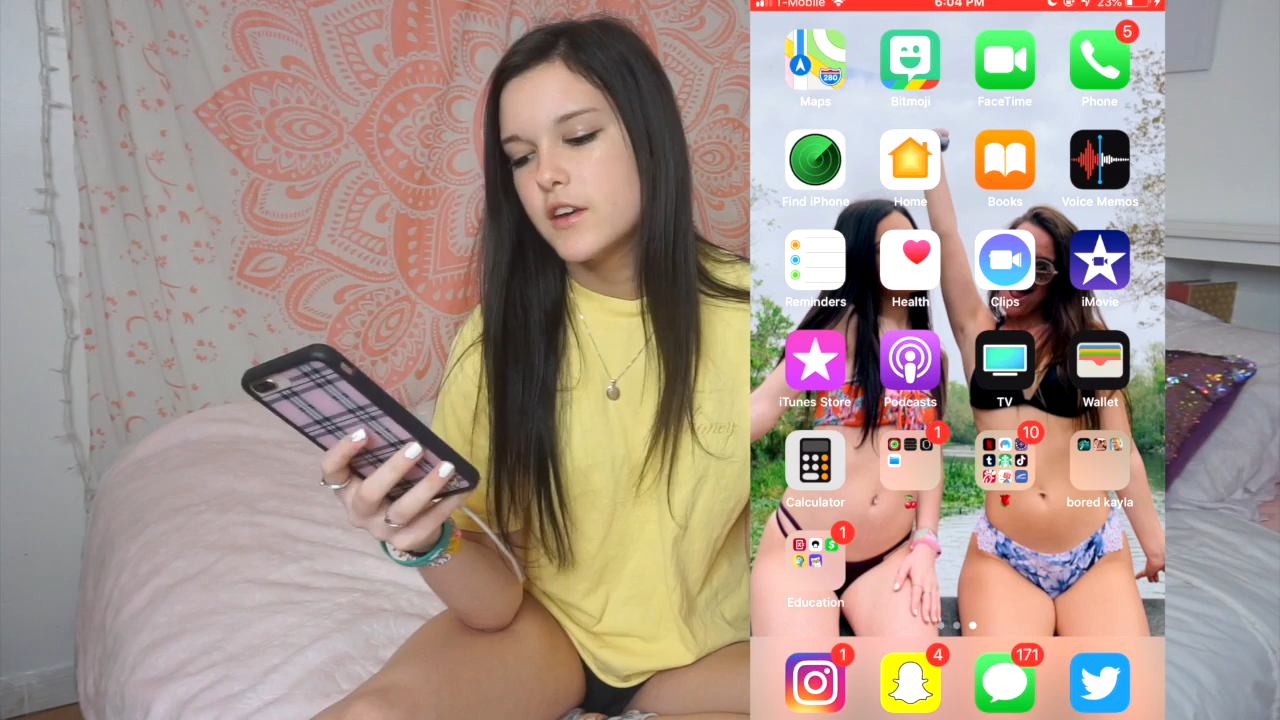 T-Mobile 6:04 PM 23%
5
Maps Bitmoji FaceTime Phone
280
Find iPhone Home Books Voice Memos
Reminders Health Clips iMovie
iTunes Store Podcasts TV Wallet
1 10
Calculator bored kayla
1
Education
1 4 171